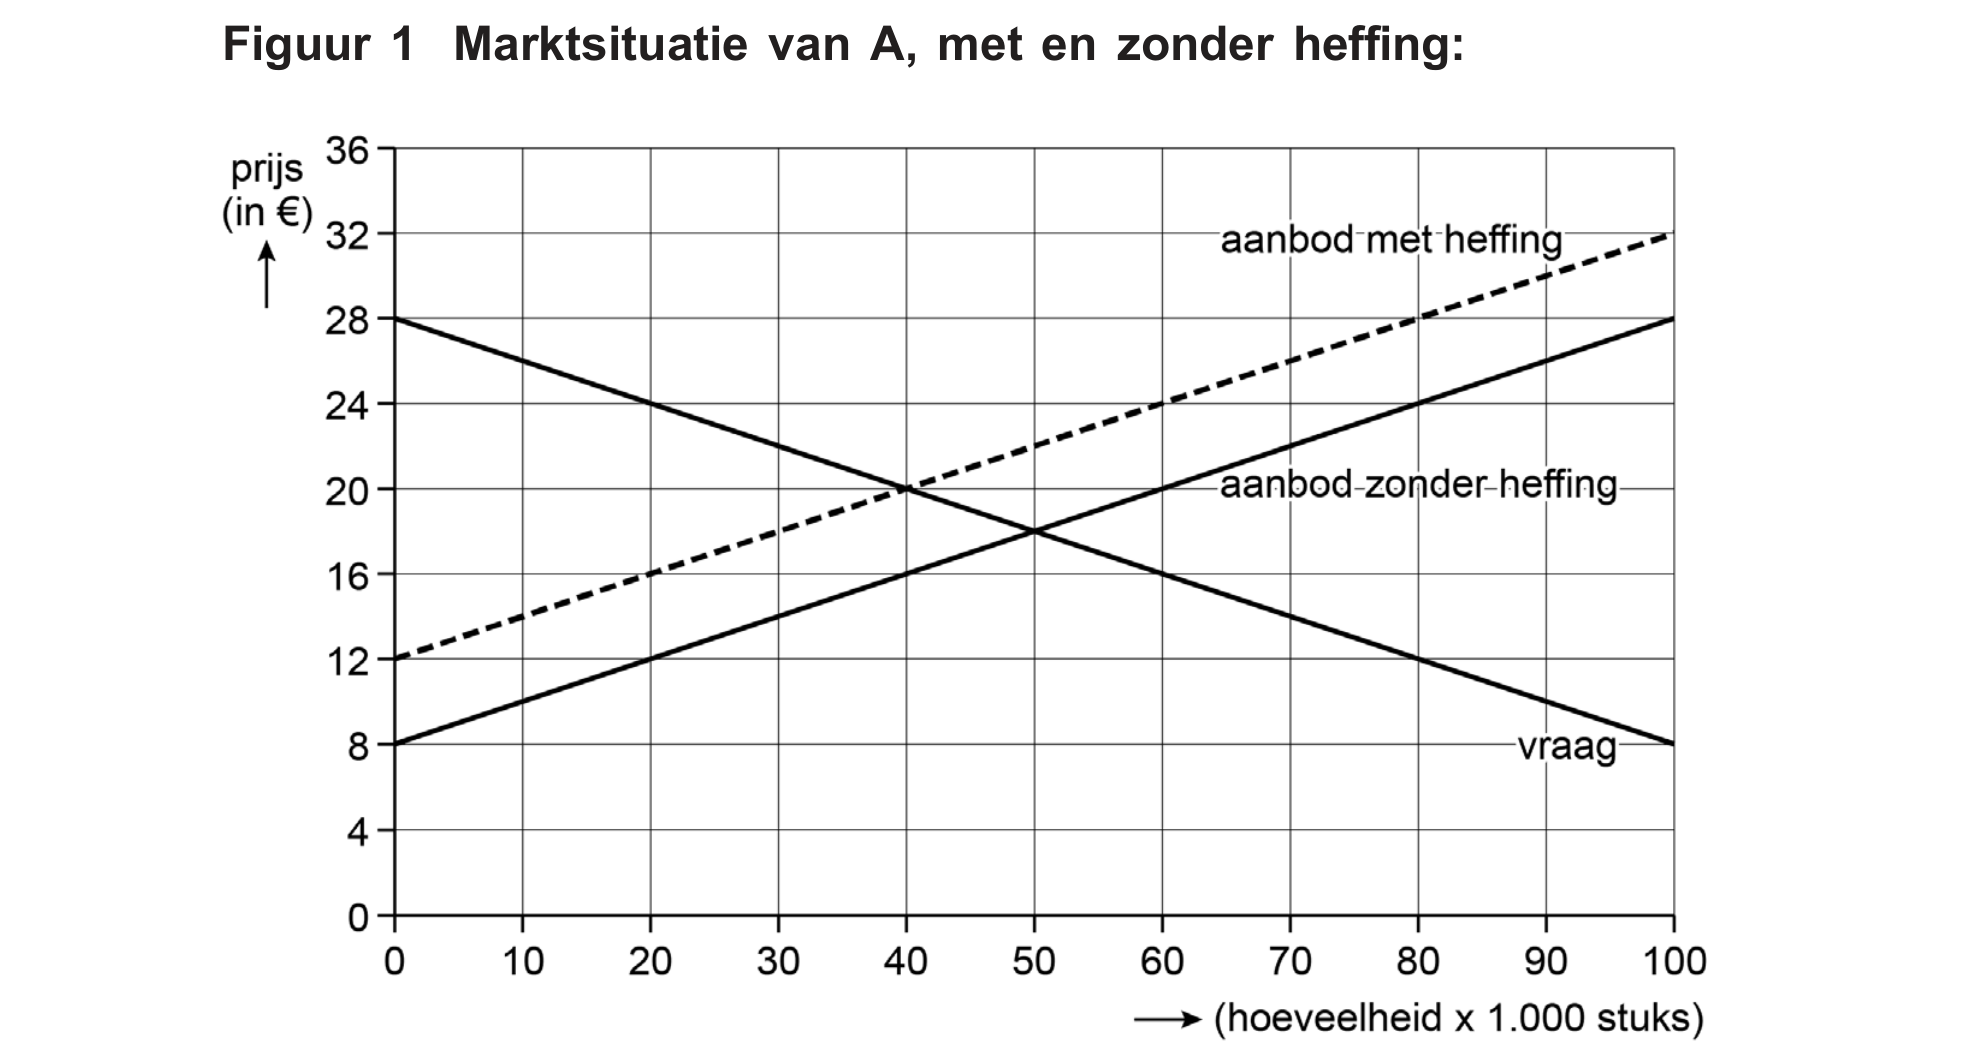 Figuur 1 Marktsituatie van A, met en zonder heffing:
prijs
(in €)
36
32
28
24
20
16
12
8
4
0
aanbod met heffing
aanbod zonder heffing
vraag
0 10 20 30 40 50 60 70 80 90 100
(hoeveelheid x 1.000 stuks)